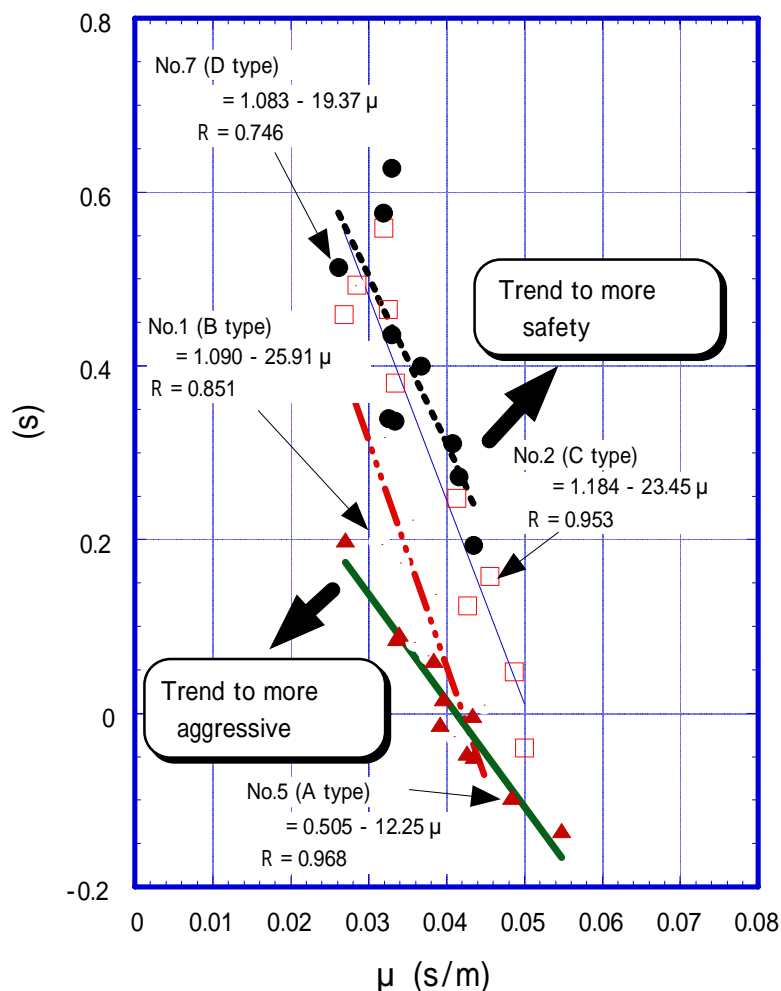 0.8
No.7 (D type)
= 1.083 - 19.37 µ
R = 0.746
0.6
Trend to more
safety
No.1 (B type)
= 1.090 - 25.91 µ
R = 0.851
0.4
(s)
No.2 (C type)
= 1.184 - 23.45 µ
R = 0.953
0.2
Trend to more
aggressive
0
No.5 (A type)
= 0.505 - 12.25 µ
R = 0.968
-0.2
0 0.02 0.03 0.04 0.05 0.06 0.07 0.08
µ (s/m)